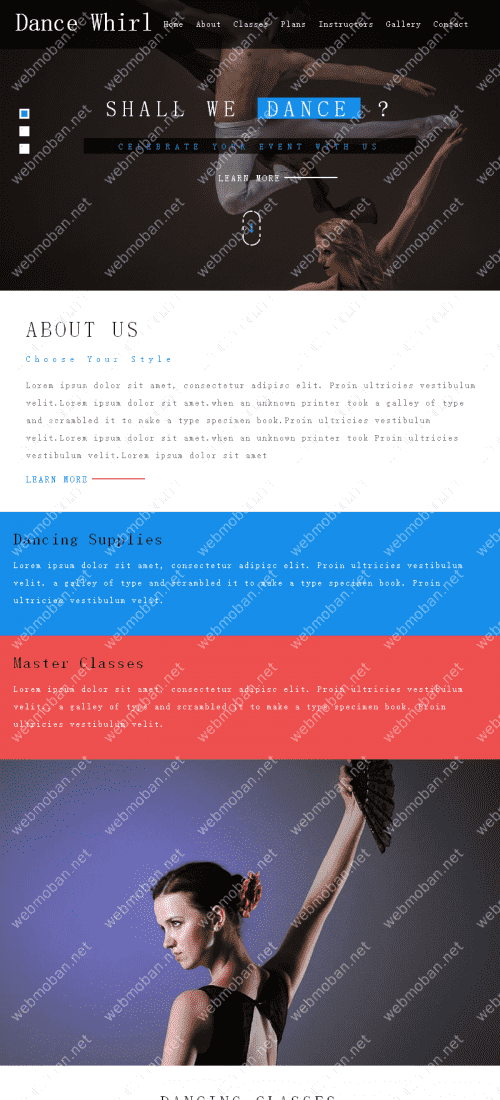 Dance Whirl
Home About Classes Plans Instructors Gallery Contact
SHALL WE DANCE ?
CELEBRATE YOUR EVENT WITH US
LEARN MORE
ABOUT US
Choose Your Style
Lorem ipsum dolor sit amet, consectetur adipisc elit. Proin ultricies vestibulum
velit.Lorem ipsum dolor sit amet.when an unknown printer took a galley of type
and scrambled it to make a type specimen book.Proin ultricies vestibulum
velit.Lorem ipsum dolor sit amet.when an unknown printer took Proin ultricies
vestibulum velit.Lorem ipsum dolor sit amet
LEARN MORE
Dancing Supplies
Lorem ipsum dolor sit amet, consectetur adipisc elit. Proin ultricies vestibulum
velit. a galley of type and scrambled it to make a type specimen book. Proin
ultricies vestibulum velit.
Master Classes
Lorem ipsum dolor sit amet, consectetur adipisc elit. Proin ultricies vestibulum
velit.. a galley of type and scrambled it to make a type specimen book. Proin
ultricies vestibulum velit.
DANCING CLASSES
webmoban.net